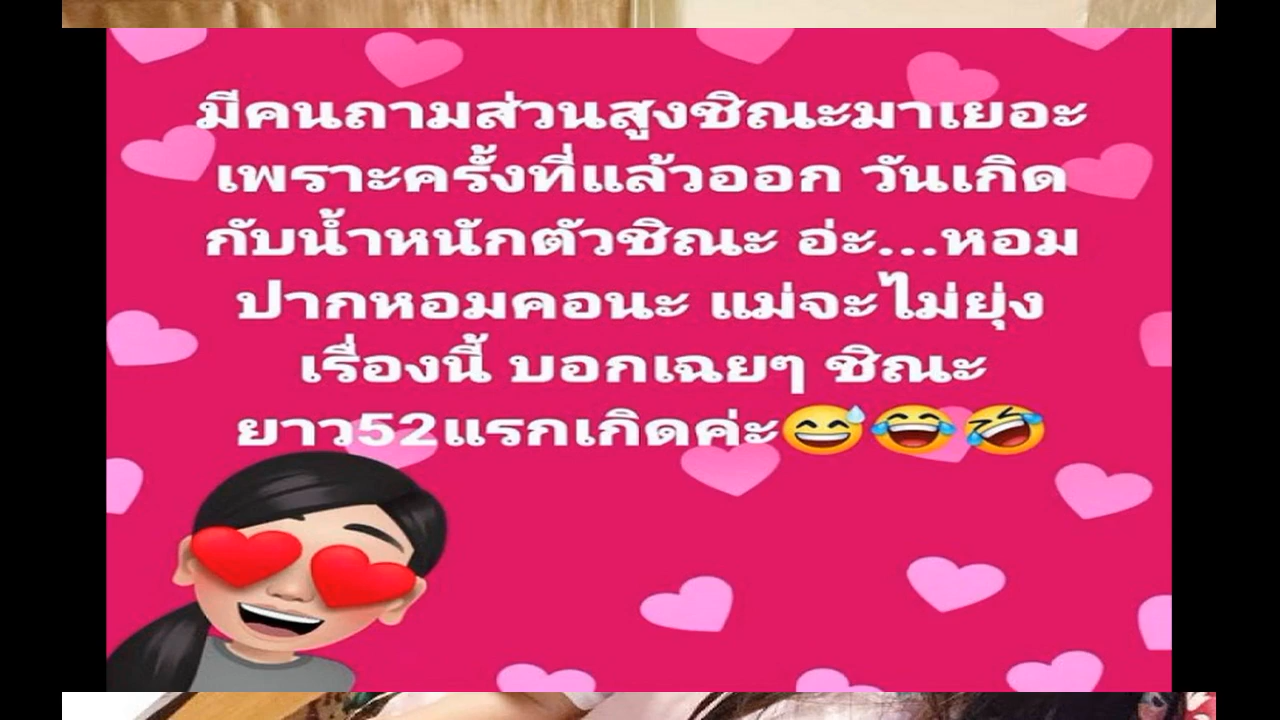 มีคนถามส่วนสูงชิณะมาเยอะ
เพราะครั้งที่แล้วออก วันเกิด
กับน้ำหนักตัวชิณะ อ่ะ...หอม
ปากหอมคอนะ แม่จะไม่ยุ่ง
เรื่องนี้ บอกเฉยๆ ชิณะ
ยาว52แรกเกิดค่ะ😅😂🤣